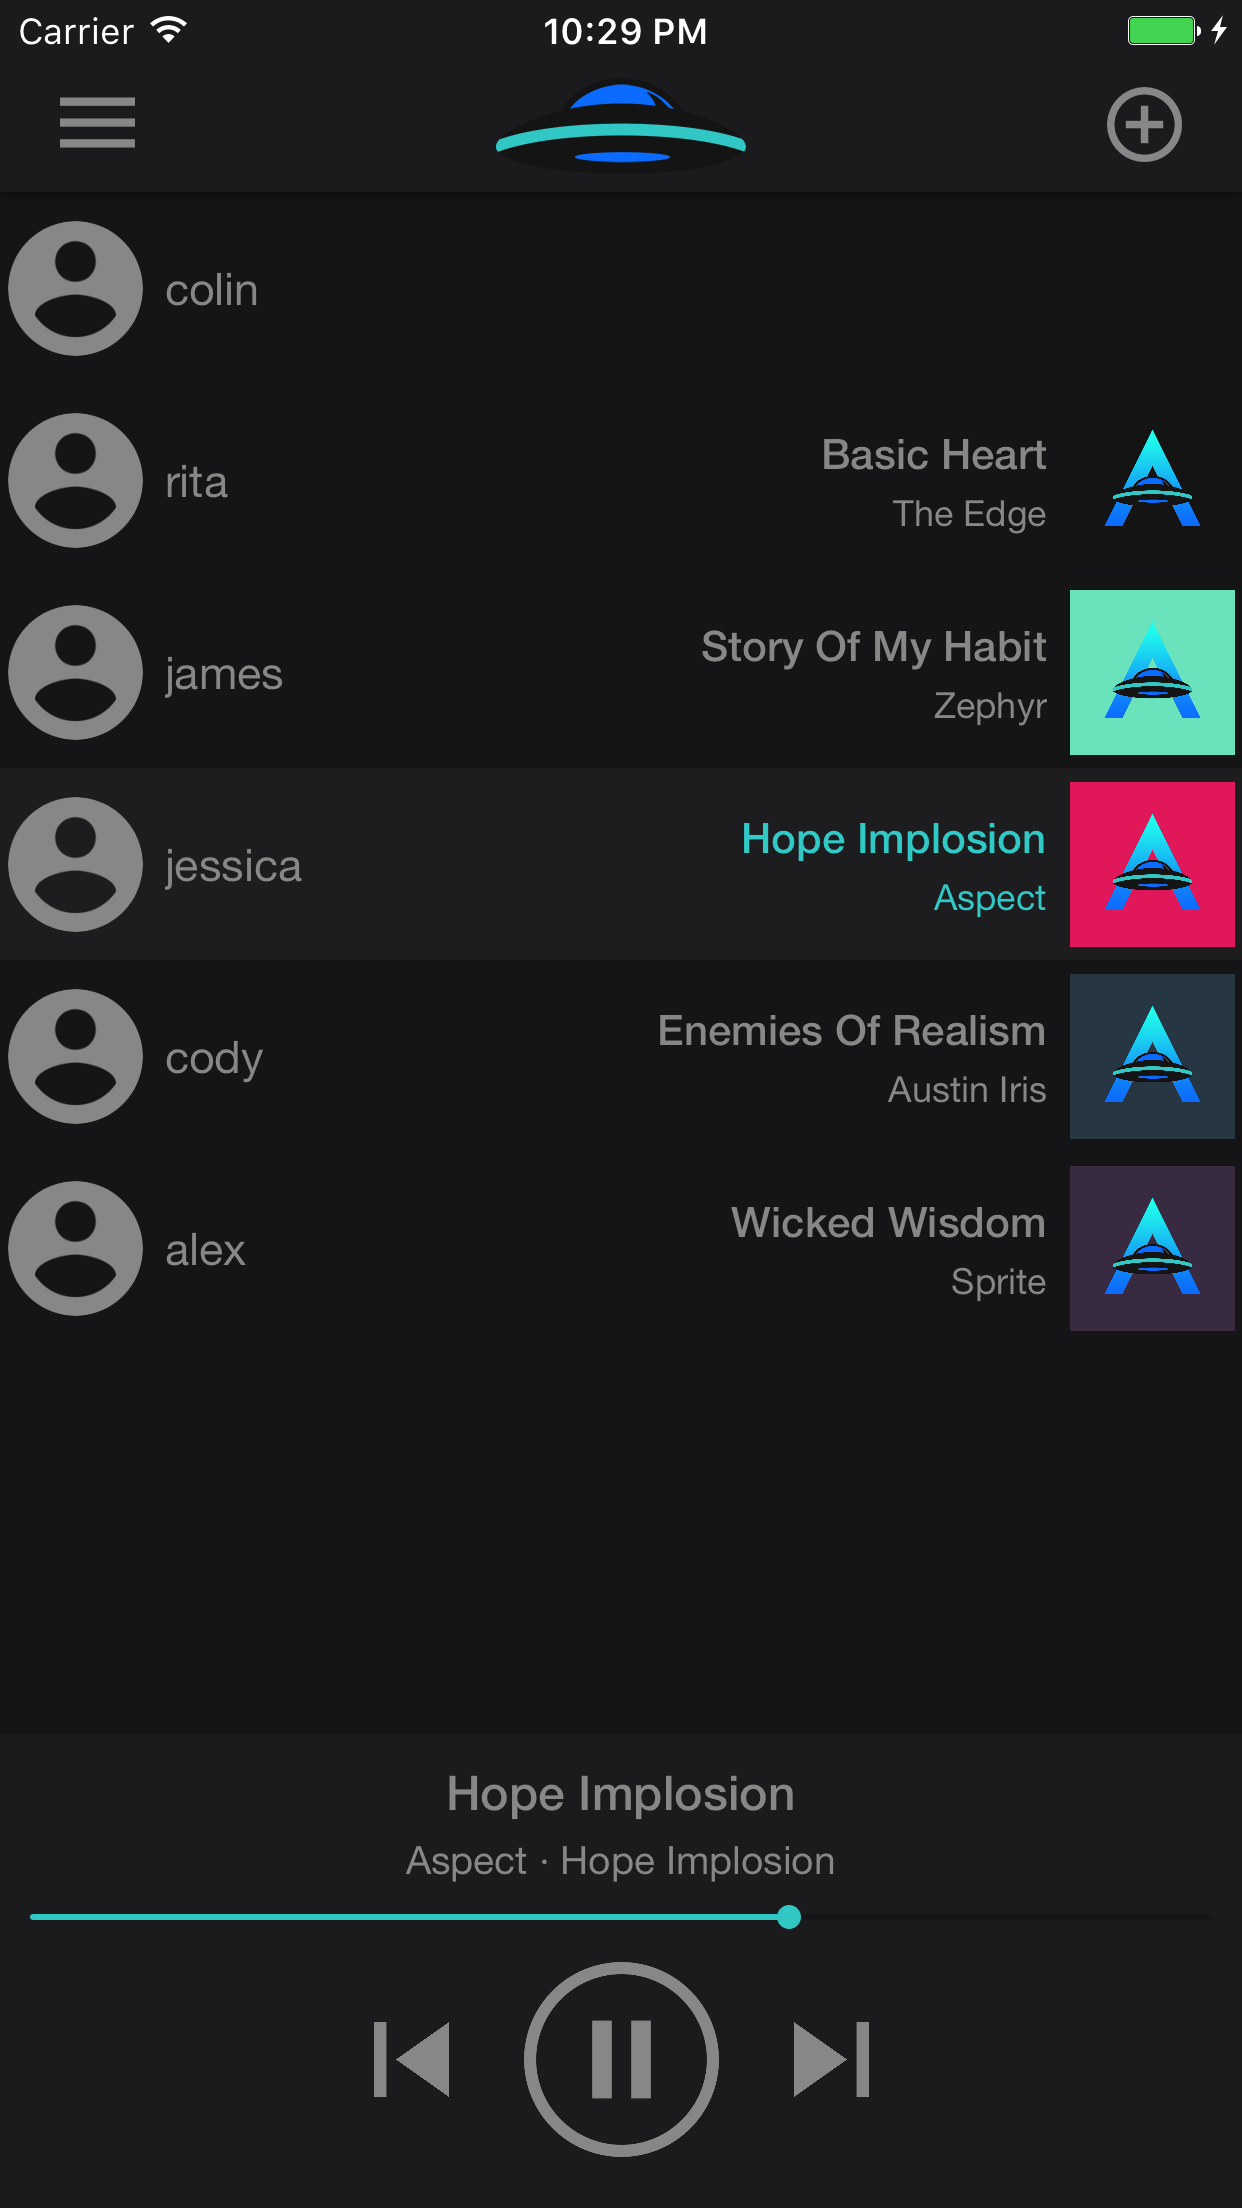 Carrier 10:29 PM
colin
rita
Basic Heart
The Edge
james
Story Of My Habit
Zephyr
jessica
Hope Implosion
Aspect
cody
Enemies Of Realism
Austin Iris
alex
Wicked Wisdom
Sprite
Hope Implosion
Aspect · Hope Implosion